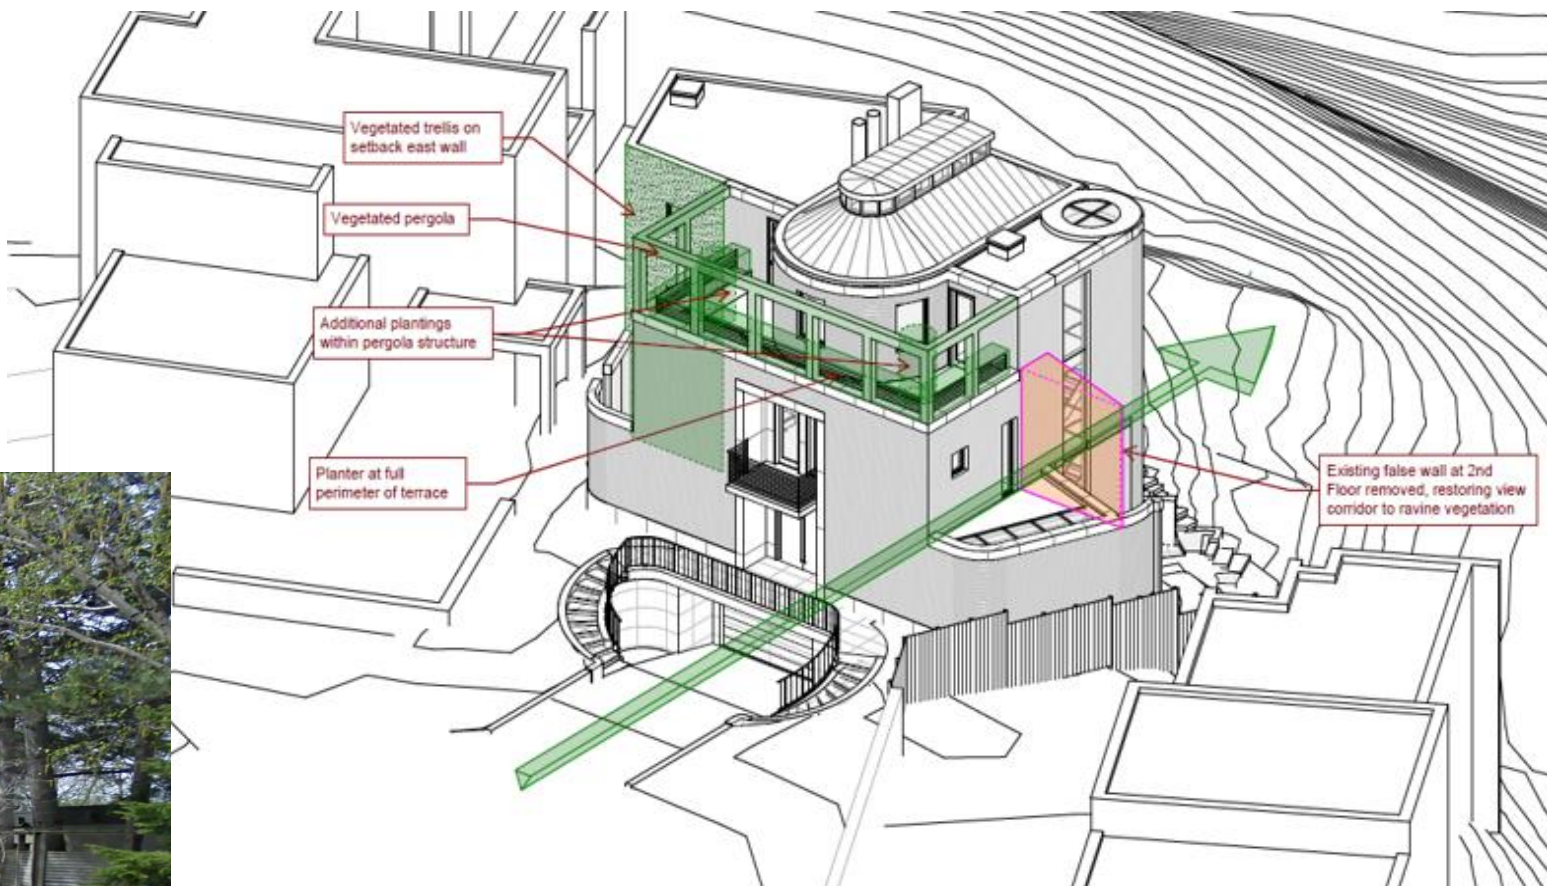 Vegetated trellis on
setback east wall
Vegetated pergola
Additional plantings
within pergola structure
Planter at full
perimeter of terrace
Existing false wall at 2nd
Floor removed, restoring view
corridor to ravine vegetation